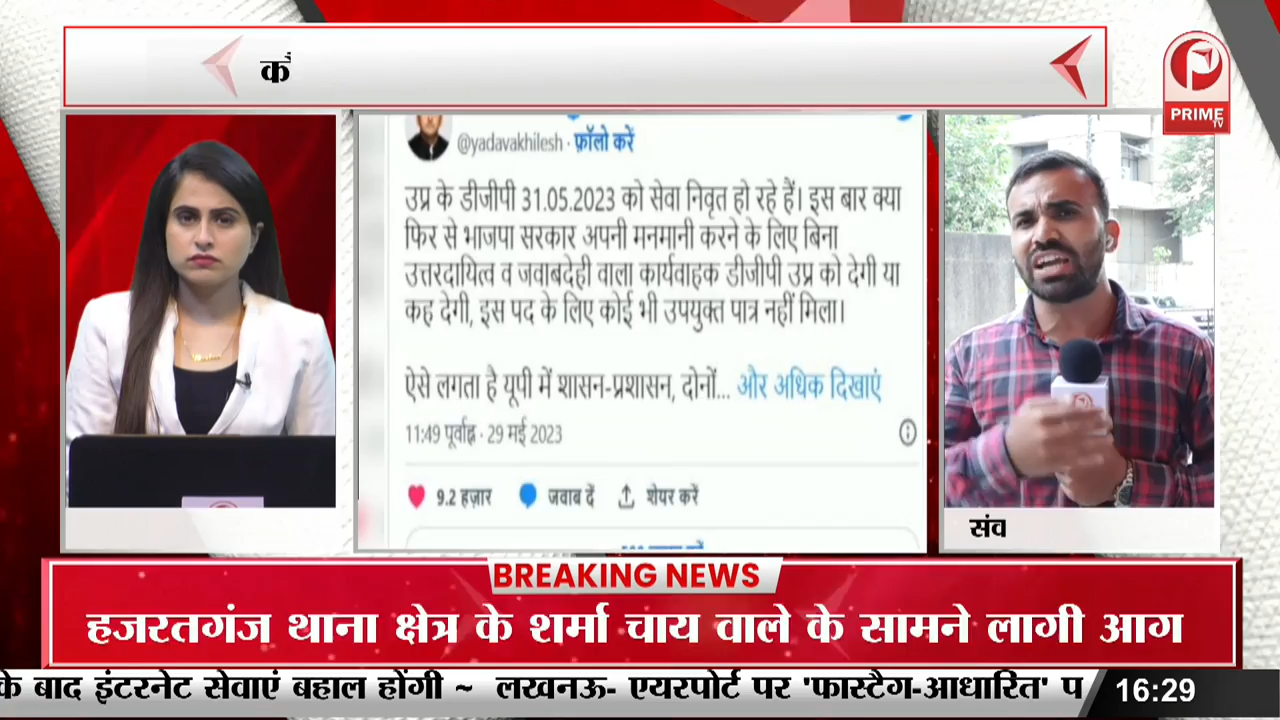 कं
PRIME
TV
@yadavakhilesh · फ़ॉलो करें
उप्र के डीजीपी 31.05.2023 को सेवा निवृत हो रहे हैं। इस बार क्या
फिर से भाजपा सरकार अपनी मनमानी करने के लिए बिना
उत्तरदायित्व व जवाबदेही वाला कार्यवाहक डीजीपी उप्र को देगी या
कह देगी, इस पद के लिए कोई भी उपयुक्त पात्र नहीं मिला।
ऐसे लगता है यूपी में शासन-प्रशासन, दोनों... और अधिक दिखाएं
11:49 पूर्वाह्न · 29 मई 2023
9.2 हज़ार जवाब दें शेयर करें
संव
BREAKING NEWS
हजरतगंज थाना क्षेत्र के शर्मा चाय वाले के सामने लागी आग
के बाद इंटरनेट सेवाएं बहाल होंगी ~ लखनऊ- एयरपोर्ट पर 'फास्टैग-आधारित' प
16:29